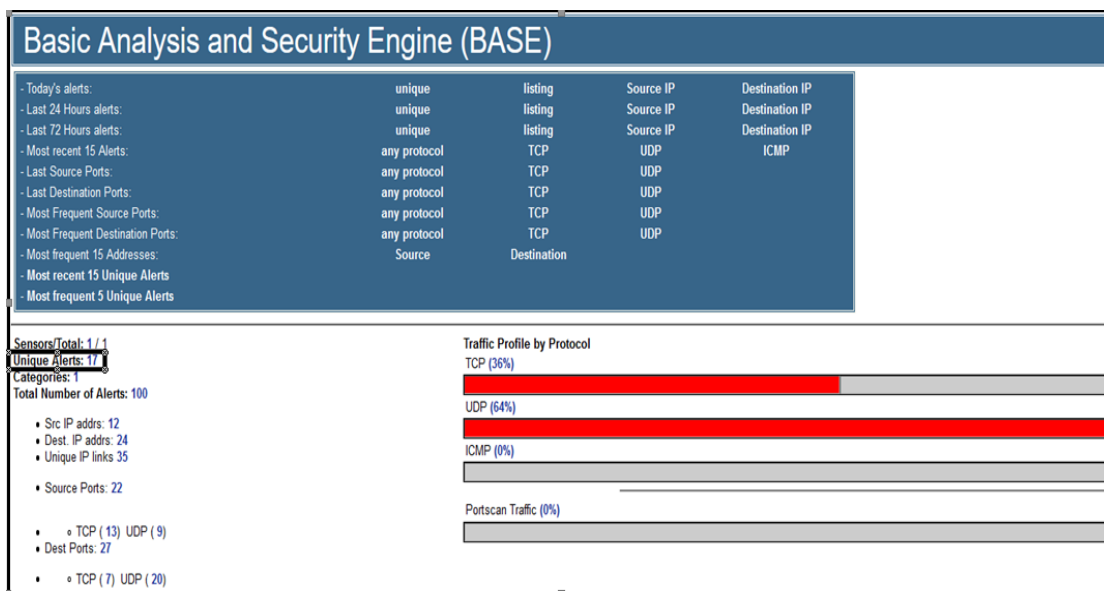 Basic Analysis and Security Engine (BASE)
- Today's alerts: unique listing Source IP Destination IP
- Last 24 Hours alerts: unique listing Source IP Destination IP
- Last 72 Hours alerts: unique listing Source IP Destination IP
- Most recent 15 Alerts: any protocol TCP UDP ICMP
- Last Source Ports: any protocol TCP UDP
- Last Destination Ports: any protocol TCP UDP
- Most Frequent Source Ports: any protocol TCP UDP
- Most Frequent Destination Ports: any protocol TCP UDP
- Most frequent 15 Addresses: Source Destination
- Most recent 15 Unique Alerts
- Most frequent 5 Unique Alerts
Sensors/Total: 1 / 1
Unique Alerts: 17
Categories: 1
Total Number of Alerts: 100
• Src IP addrs: 12
• Dest. IP addrs: 24
• Unique IP links 35
• Source Ports: 22
• ∘ TCP ( 13) UDP ( 9)
• Dest Ports: 27
• ∘ TCP ( 7) UDP ( 20)
Traffic Profile by Protocol
TCP (36%)
UDP (64%)
ICMP (0%)
Portscan Traffic (0%)